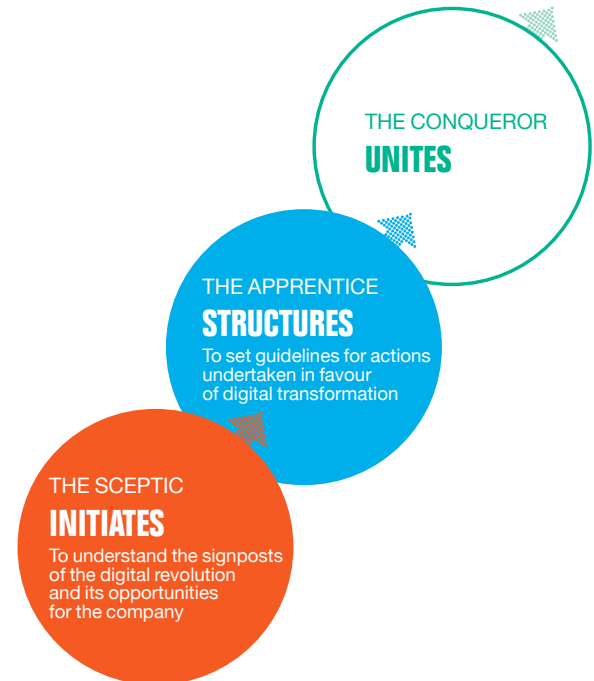 THE CONQUEROR
UNITES
THE APPRENTICE
STRUCTURES
To set guidelines for actions
undertaken in favour
of digital transformation
THE SCEPTIC
INITIATES
To understand the signposts
of the digital revolution
and its opportunities
for the company